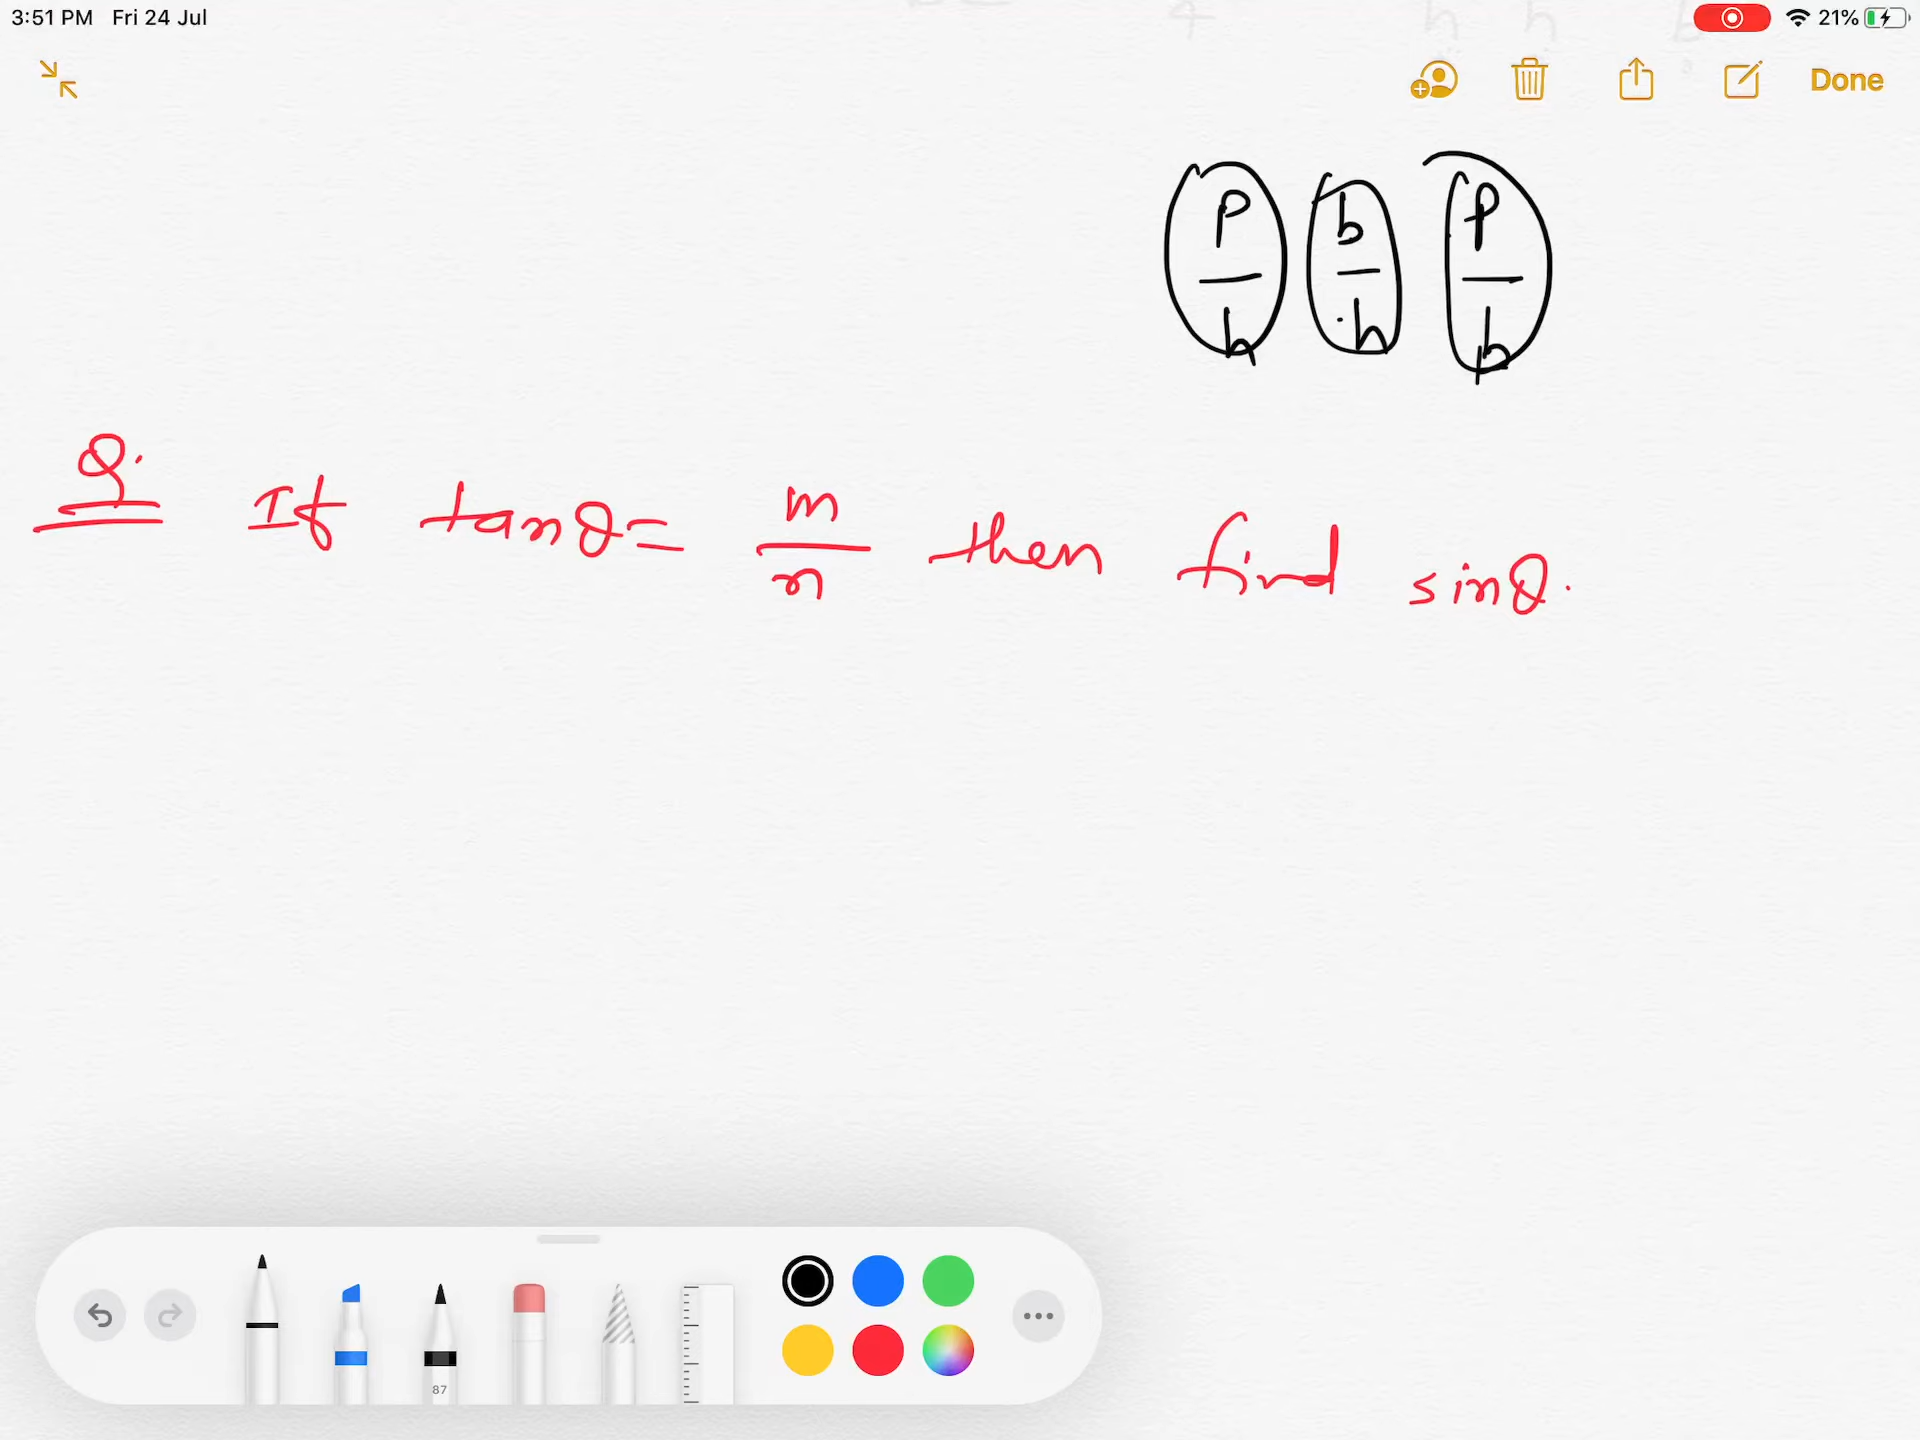 3:51 PM Fri 24 Jul 21%
Done
p b p
h h b
Q. If tanθ = m/n then find sinθ.
87